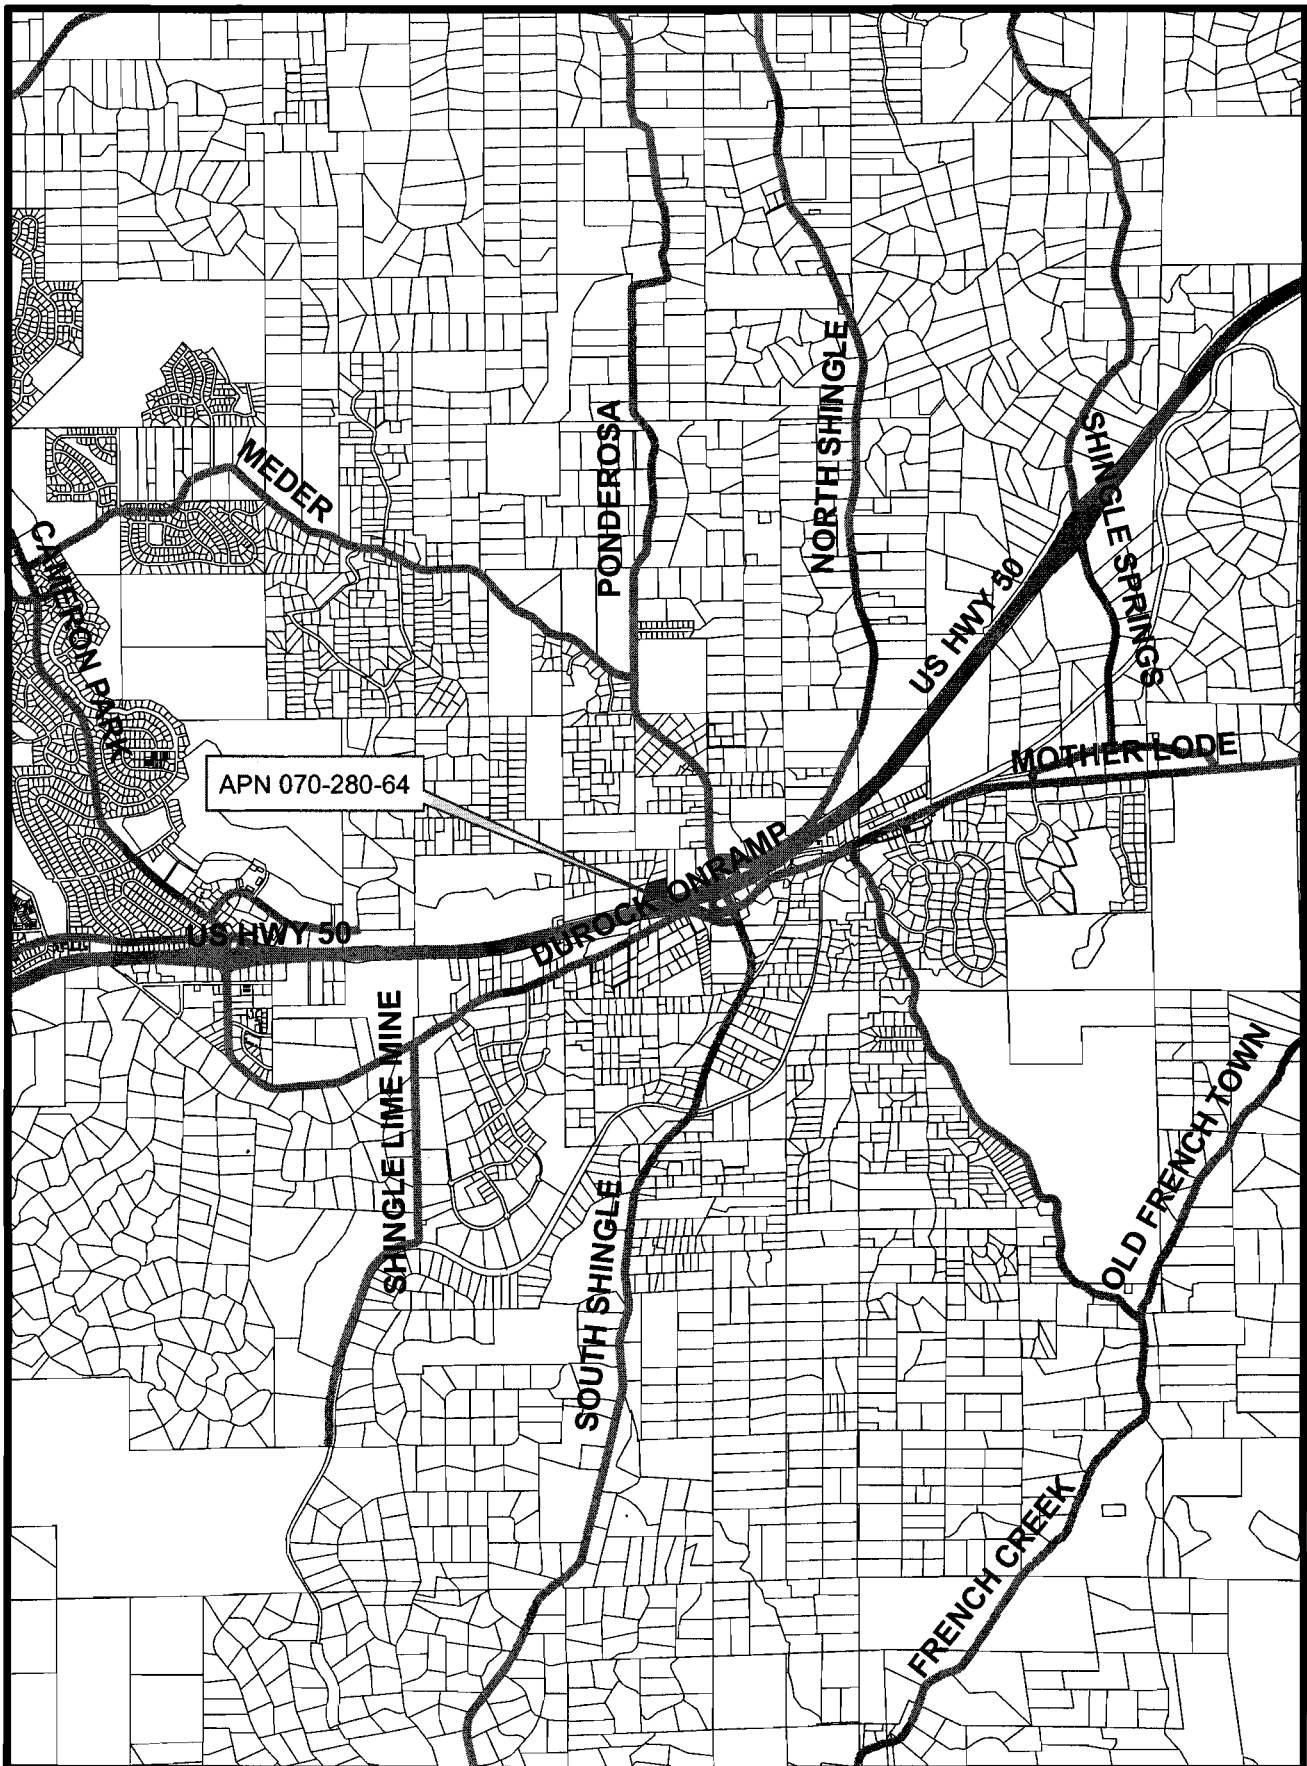 NORTH SHINGLE
PONDEROSA
SHINGLE SPRINGS
MEDER
CAMERON PARK
US HWY 50
MOTHER LODE
APN 070-280-64
DUROCK ONRAMP
US HWY 50
SHINGLE LIME MINE
OLD FRENCH TOWN
SOUTH SHINGLE
FRENCH CREEK